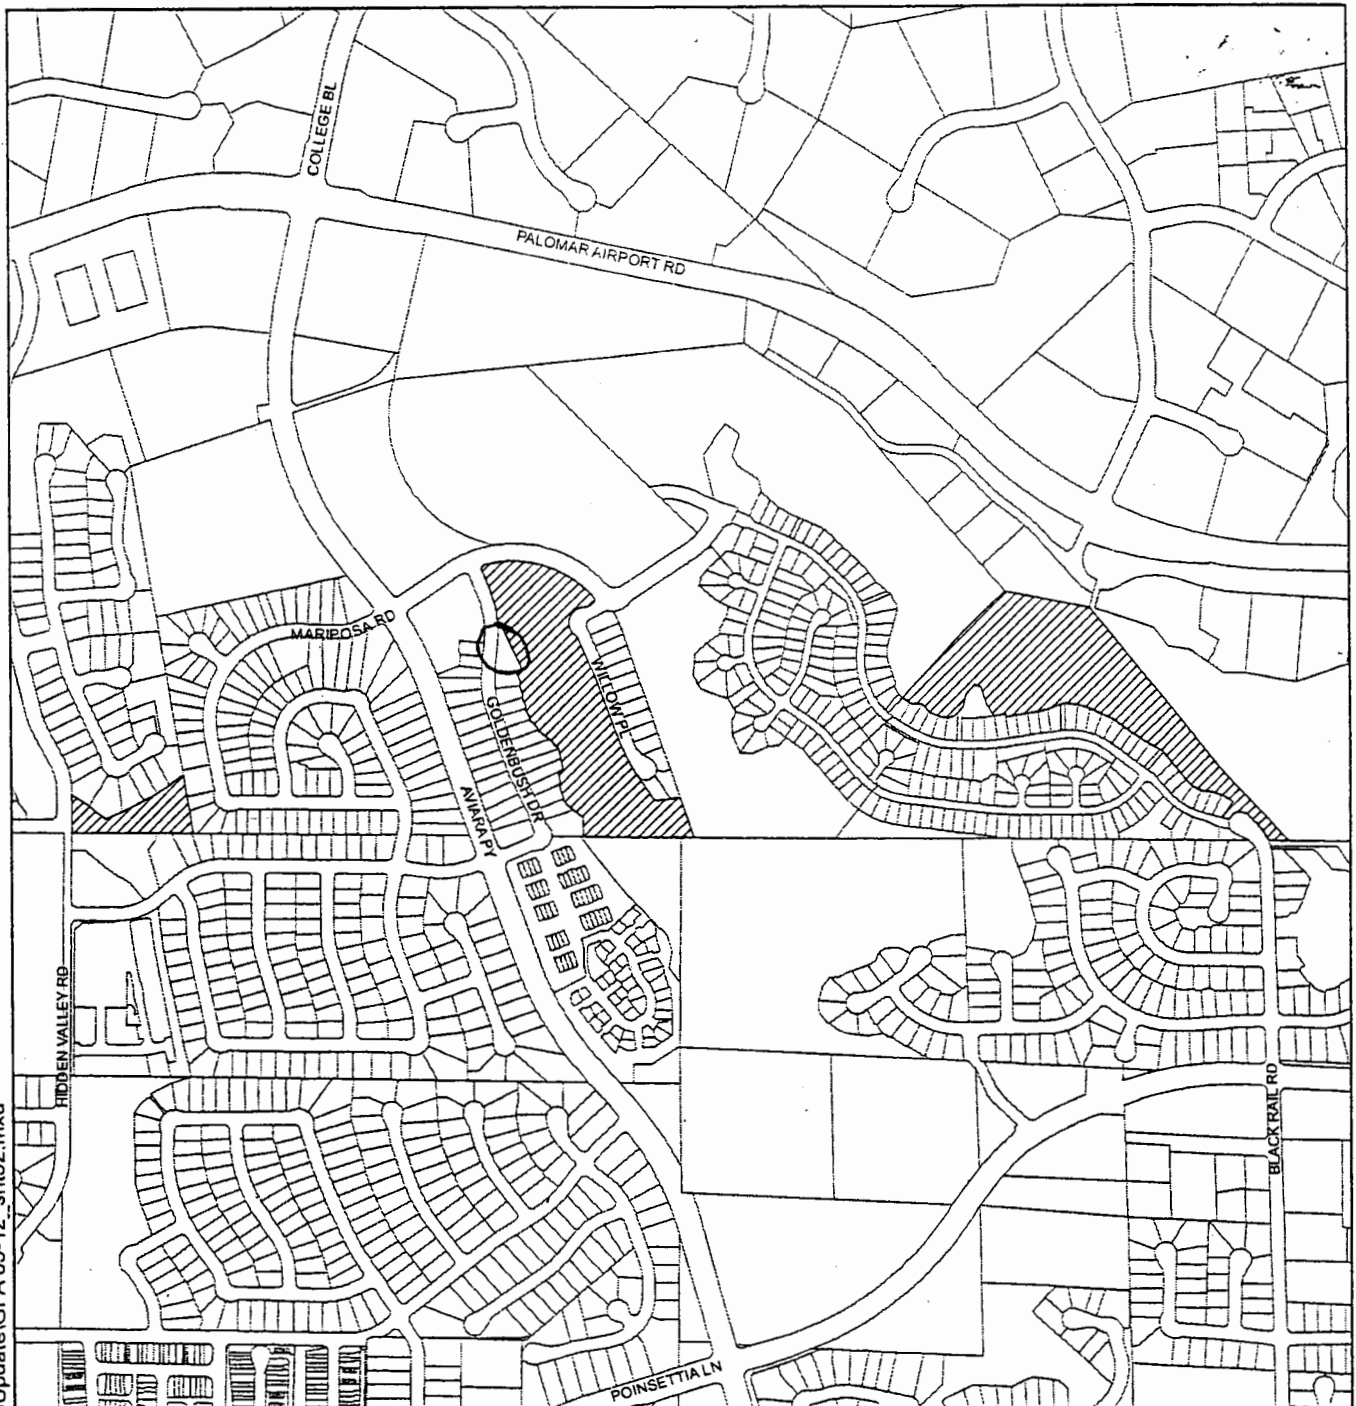 COLLEGE BL
PALOMAR AIRPORT RD
MARIPOSA RD
WILLOW PL
GOLDENBUSH DR
AVIARA PY
HIDDEN VALLEY RD
BLACK RAIL RD
POINSETTIA LN